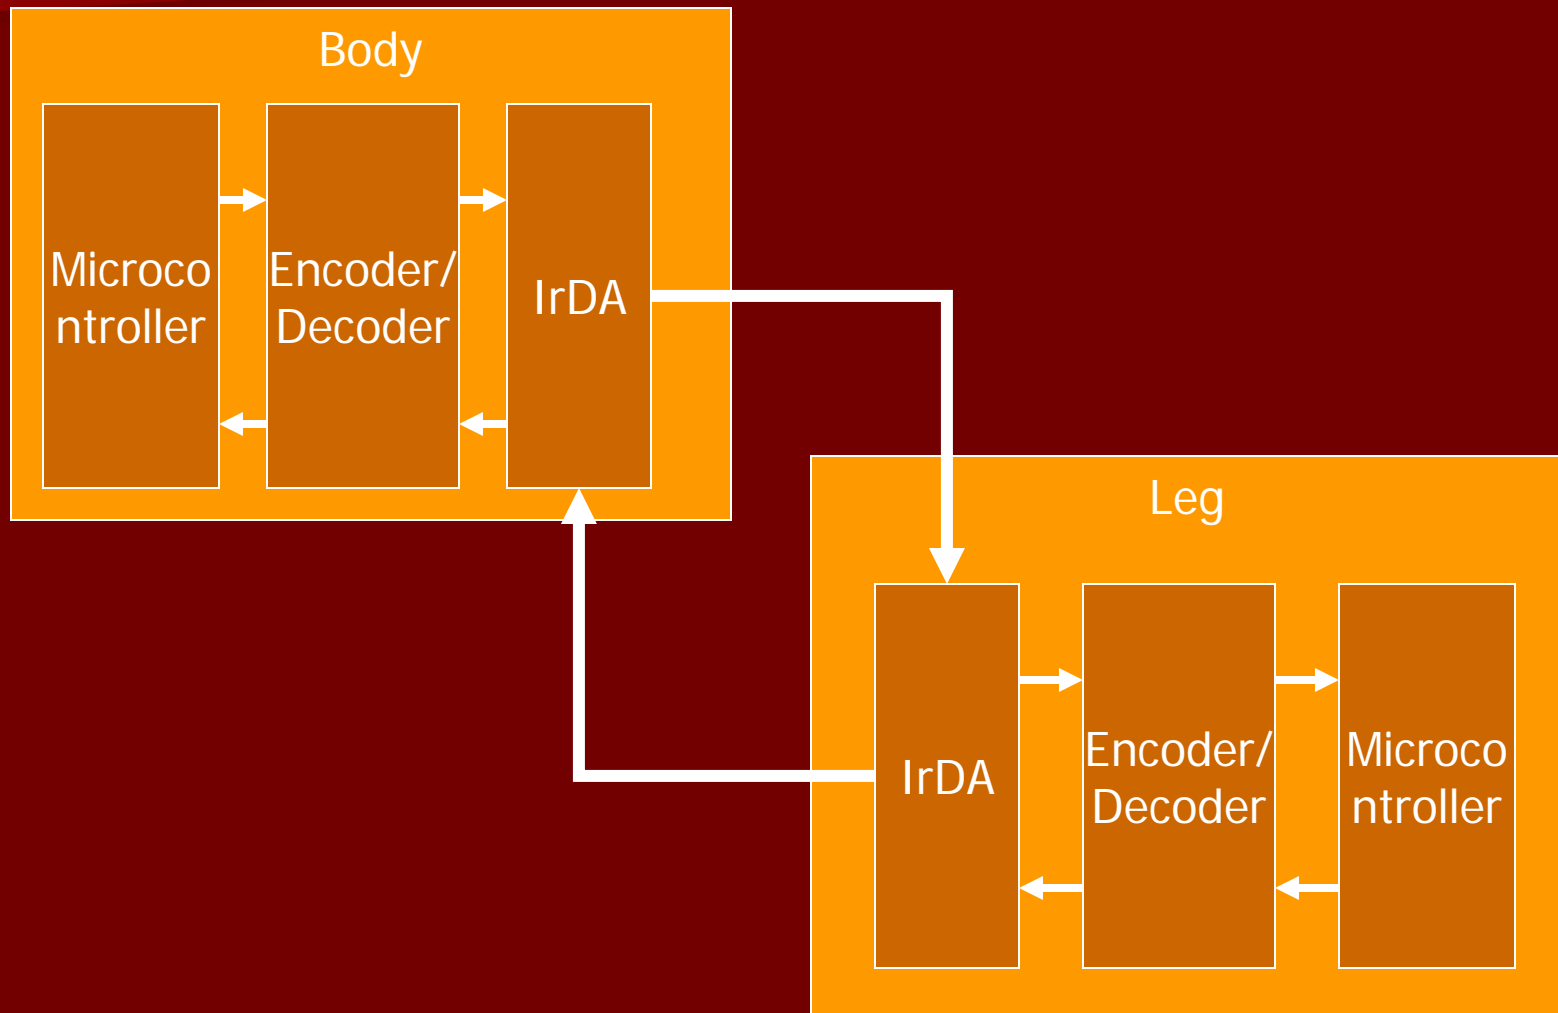 Body
Microco
ntroller
Encoder/
Decoder
IrDA
Leg
IrDA
Encoder/
Decoder
Microco
ntroller